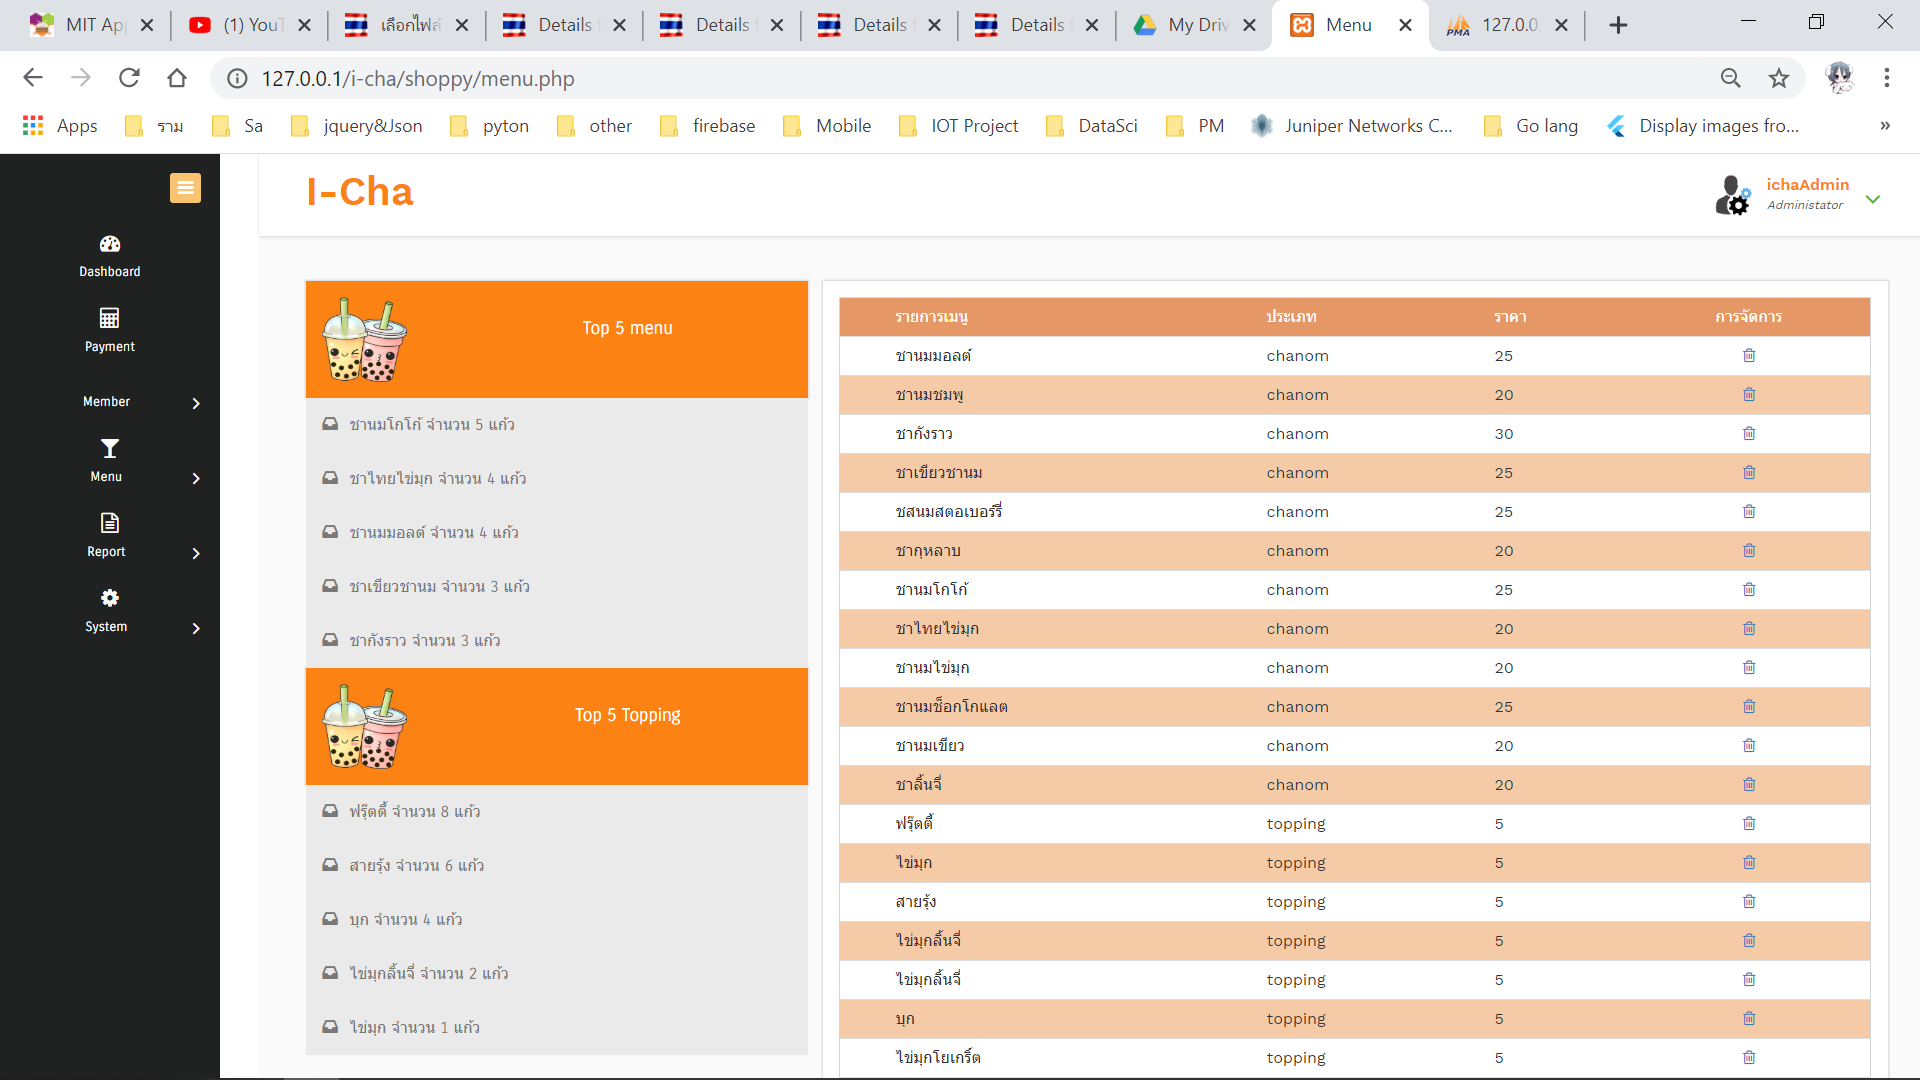 MIT Ap
(1) You
เลือกไฟล์
Details
Details
Details
Details
My Driv
Menu
127.0.0.
127.0.0.1/i-cha/shoppy/menu.php
Apps ราม Sa jquery&Json pyton other firebase Mobile IOT Project DataSci PM Juniper Networks C... Go lang Display images fro... »
I-Cha
ichaAdmin
Administator
Dashboard
Payment
Member
Menu
Report
System
Top 5 menu
ชานมโกโก้ จำนวน 5 แก้ว
ชาไทยไข่มุก จำนวน 4 แก้ว
ชานมมอลต์ จำนวน 4 แก้ว
ชาเขียวชานม จำนวน 3 แก้ว
ชากังราว จำนวน 3 แก้ว
Top 5 Topping
ฟรุ๊ตตี้ จำนวน 8 แก้ว
สายรุ้ง จำนวน 6 แก้ว
บุก จำนวน 4 แก้ว
ไข่มุกลิ้นจี่ จำนวน 2 แก้ว
ไข่มุก จำนวน 1 แก้ว
รายการเมนู ประเภท ราคา การจัดการ
ชานมมอลต์ chanom 25
ชานมชมพู chanom 20
ชากังราว chanom 30
ชาเขียวชานม chanom 25
ชสนมสตอเบอร์รี่ chanom 25
ชากุหลาบ chanom 20
ชานมโกโก้ chanom 25
ชาไทยไข่มุก chanom 20
ชานมไข่มุก chanom 20
ชานมช็อกโกแลต chanom 25
ชานมเขียว chanom 20
ชาลิ้นจี่ chanom 20
ฟรุ๊ตตี้ topping 5
ไข่มุก topping 5
สายรุ้ง topping 5
ไข่มุกลิ้นจี่ topping 5
ไข่มุกลิ้นจี่ topping 5
บุก topping 5
ไข่มุกโยเกริ์ต topping 5